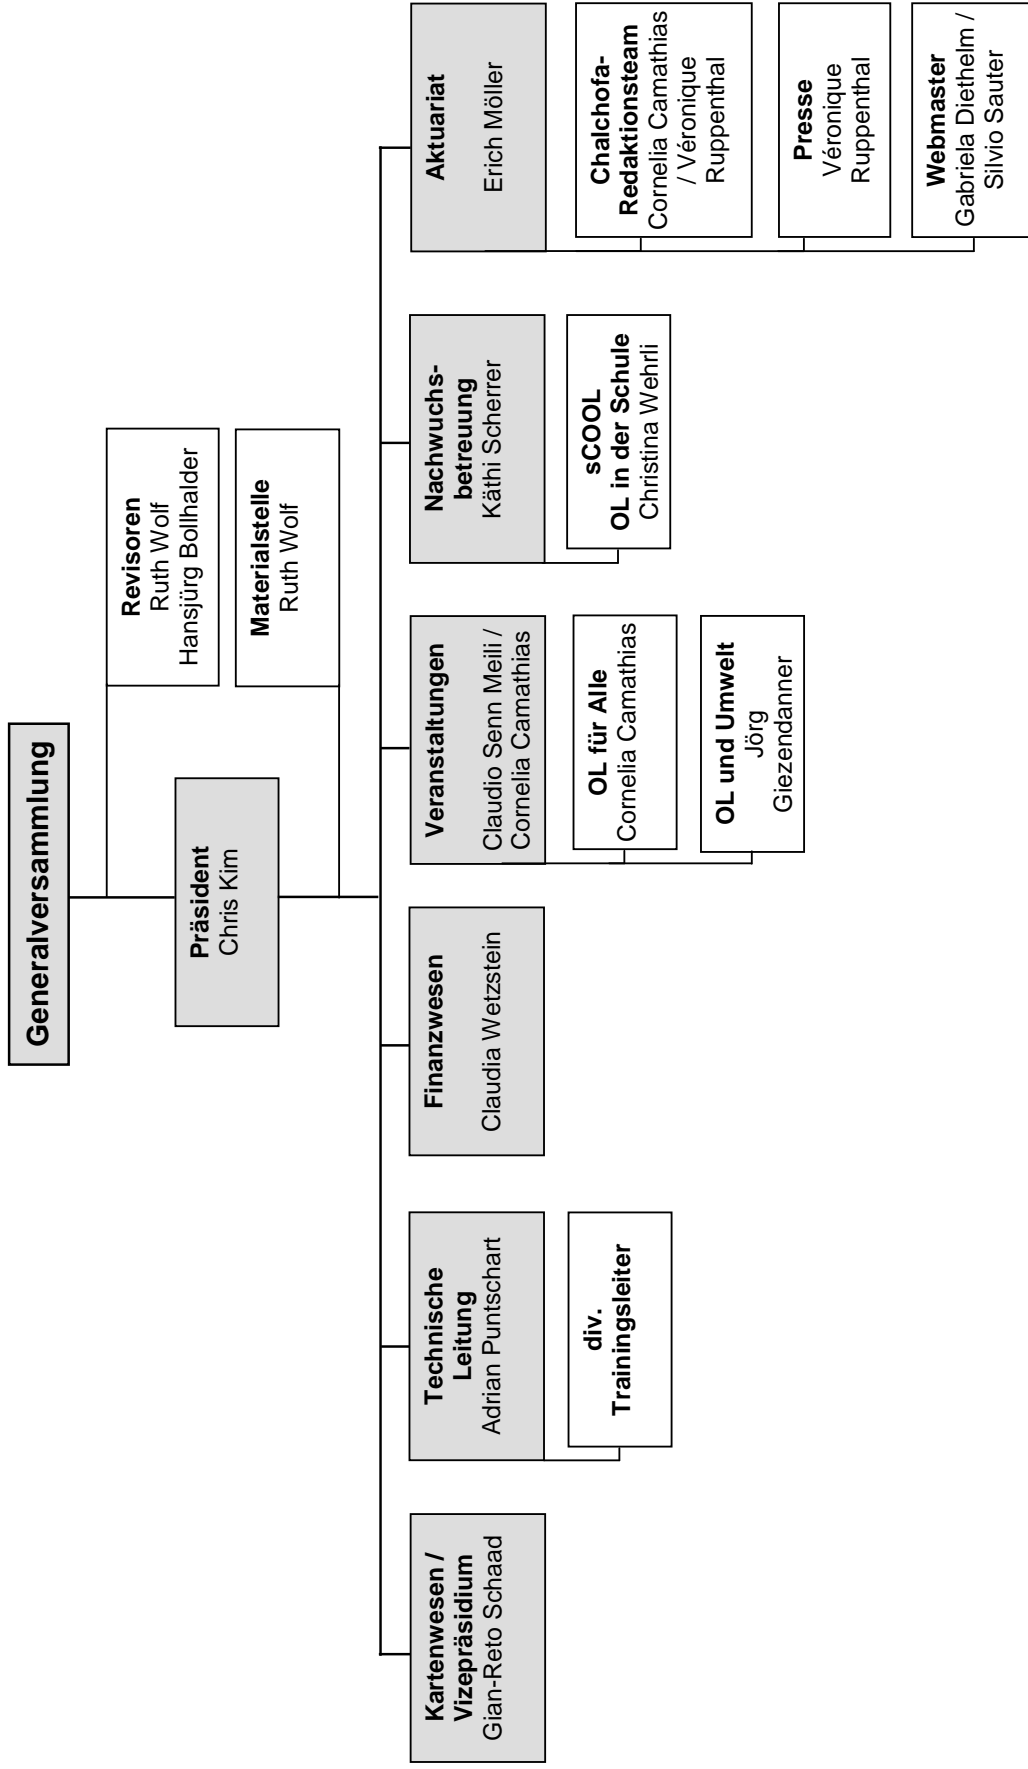 Generalversammlung
Präsident
Chris Kim
Revisoren
Ruth Wolf
Hansjürg Bollhalder
Materialstelle
Ruth Wolf
Kartenwesen /
Vizepräsidium
Gian-Reto Schaad
Technische
Leitung
Adrian Puntschart
div.
Trainingsleiter
Finanzwesen
Claudia Wetzstein
Veranstaltungen
Claudio Senn Meili /
Cornelia Camathias
OL für Alle
Cornelia Camathias
OL und Umwelt
Jörg
Giezendanner
Nachwuchs-
betreuung
Käthi Scherrer
sCOOL
OL in der Schule
Christina Wehrli
Aktuariat
Erich Möller
Chalchofa-
Redaktionsteam
Cornelia Camathias
/ Véronique
Ruppenthal
Presse
Véronique
Ruppenthal
Webmaster
Gabriela Diethelm /
Silvio Sauter